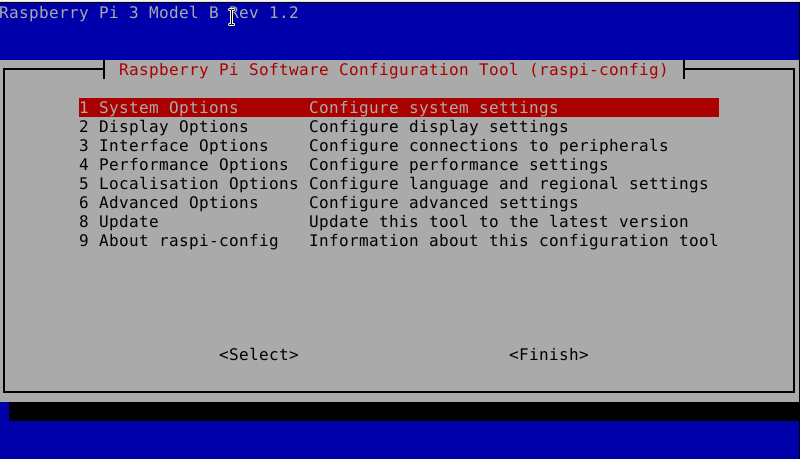 Raspberry Pi 3 Model B Rev 1.2
Raspberry Pi Software Configuration Tool (raspi-config)
1 System Options Configure system settings
2 Display Options Configure display settings
3 Interface Options Configure connections to peripherals
4 Performance Options Configure performance settings
5 Localisation Options Configure language and regional settings
6 Advanced Options Configure advanced settings
8 Update Update this tool to the latest version
9 About raspi-config Information about this configuration tool
<Select> <Finish>